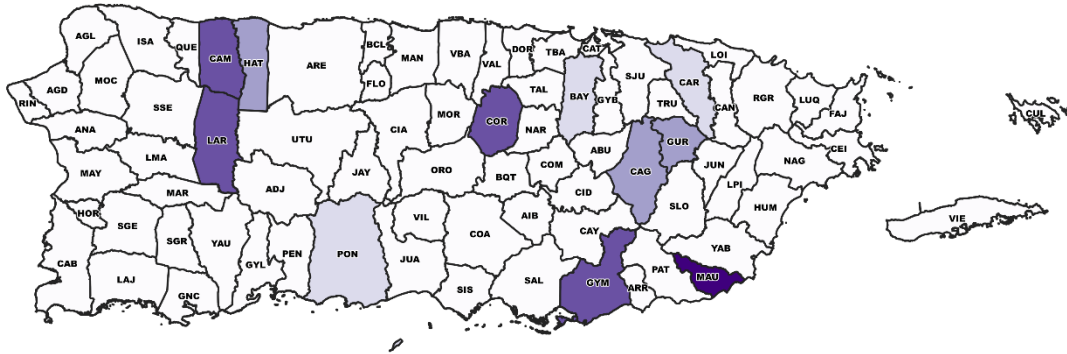 AGL
ISA
QUE
CAM
HAT
ARE
BCL
MAN
VBA
VAL
DOR
TBA
CAT
SJU
LOI
MOC
FLO
BAY
GYB
CAR
RIN
AGD
SSE
TAL
TRU
CAN
RGR
LUQ
FAJ
CUL
ANA
LAR
UTU
CIA
MOR
COR
NAR
ABU
GUR
CEI
LMA
MAY
MAR
ADJ
JAY
ORO
BQT
COM
CID
CAG
JUN
LPI
NAG
HOR
SGE
SGR
YAU
GYL
PEN
PON
VIL
JUA
COA
AIB
CAY
SLO
HUM
VIE
CAB
LAJ
GNC
SIS
SAL
GYM
ARR
PAT
YAB
MAU